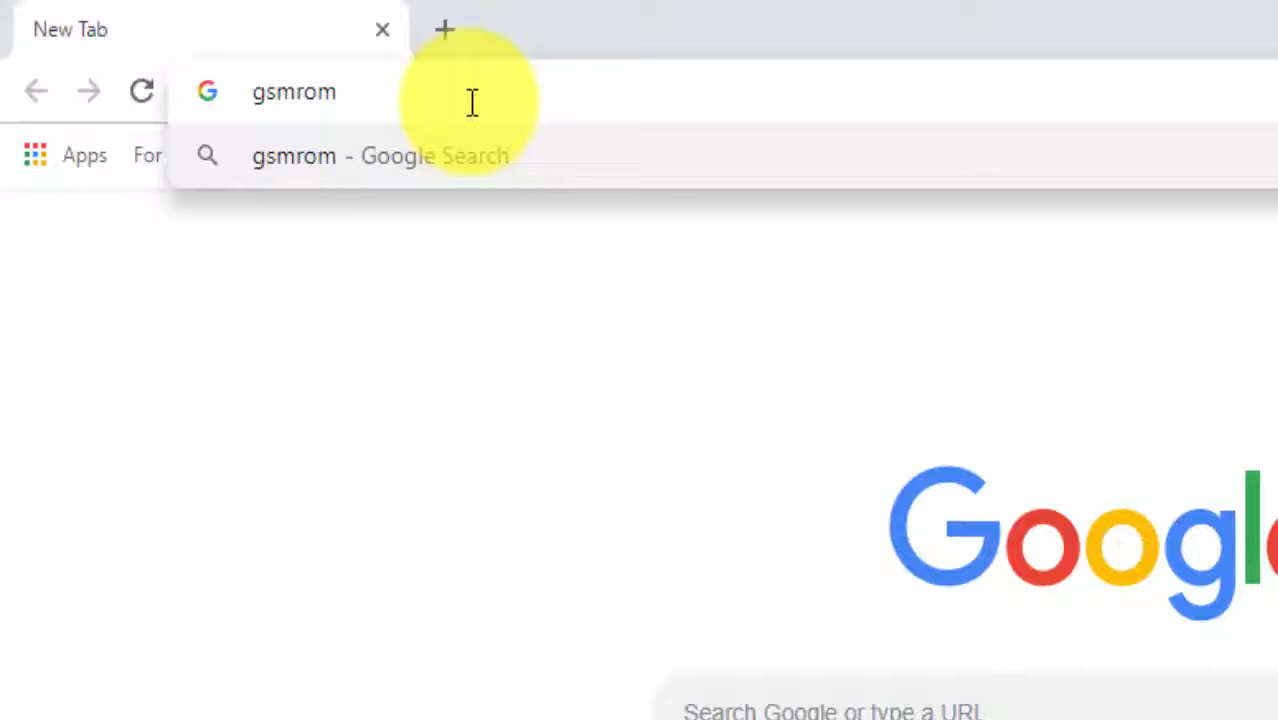 New Tab
gsmrom
Apps For
gsmrom - Google Search
Google
Search Google or type a URL